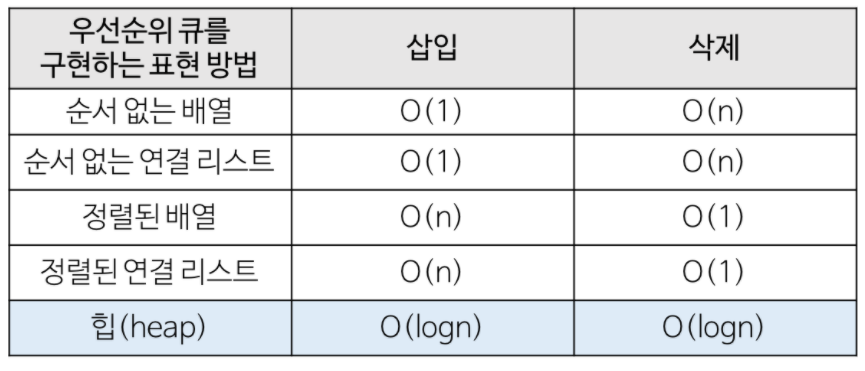 우선순위 큐를
구현하는 표현 방법
삽입
삭제
순서 없는 배열
O(1)
O(n)
순서 없는 연결 리스트
O(1)
O(n)
정렬된 배열
O(n)
O(1)
정렬된 연결 리스트
O(n)
O(1)
힙(heap)
O(logn)
O(logn)